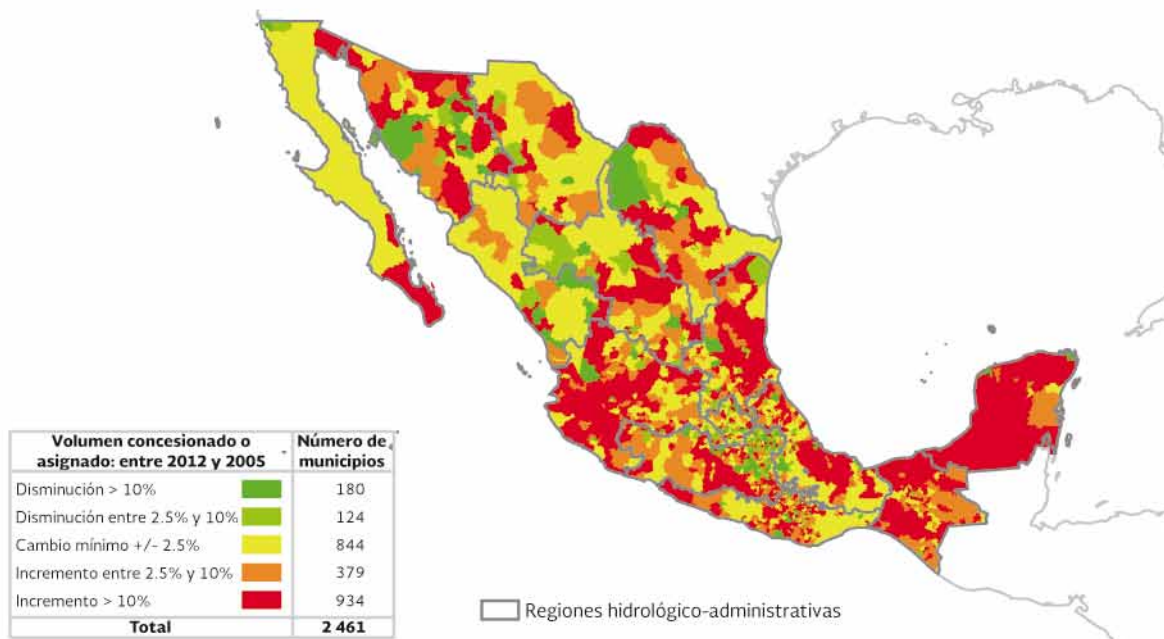 Volumen concesionado o asignado: entre 2012 y 2005 Número de municipios
Disminución > 10% 180
Disminución entre 2.5% y 10% 124
Cambio mínimo +/- 2.5% 844
Incremento entre 2.5% y 10% 379
Incremento > 10% 934
Total 2 461
Regiones hidrológico-administrativas